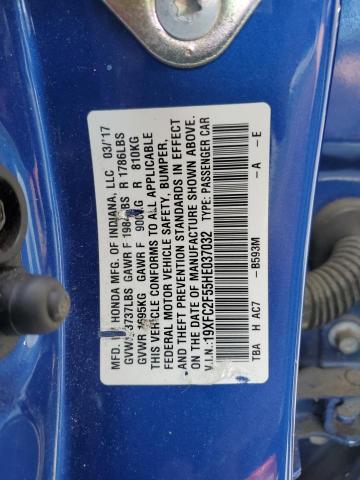 MFD. BY HONDA MFG. OF INDIANA, LLC 03/'17
GVWR 3737LBS GAWR F 1984LBS R 1786LBS
GVWR 1695KG GAWR F 900KG R 810KG
THIS VEHICLE CONFORMS TO ALL APPLICABLE
FEDERAL MOTOR VEHICLE SAFETY, BUMPER,
AND THEFT PREVENTION STANDARDS IN EFFECT
ON THE DATE OF MANUFACTURE SHOWN ABOVE.
V.I.N.: 19XFC2F55HE037032 TYPE: PASSENGER CAR
TBA H AC7 -B593M -A -E